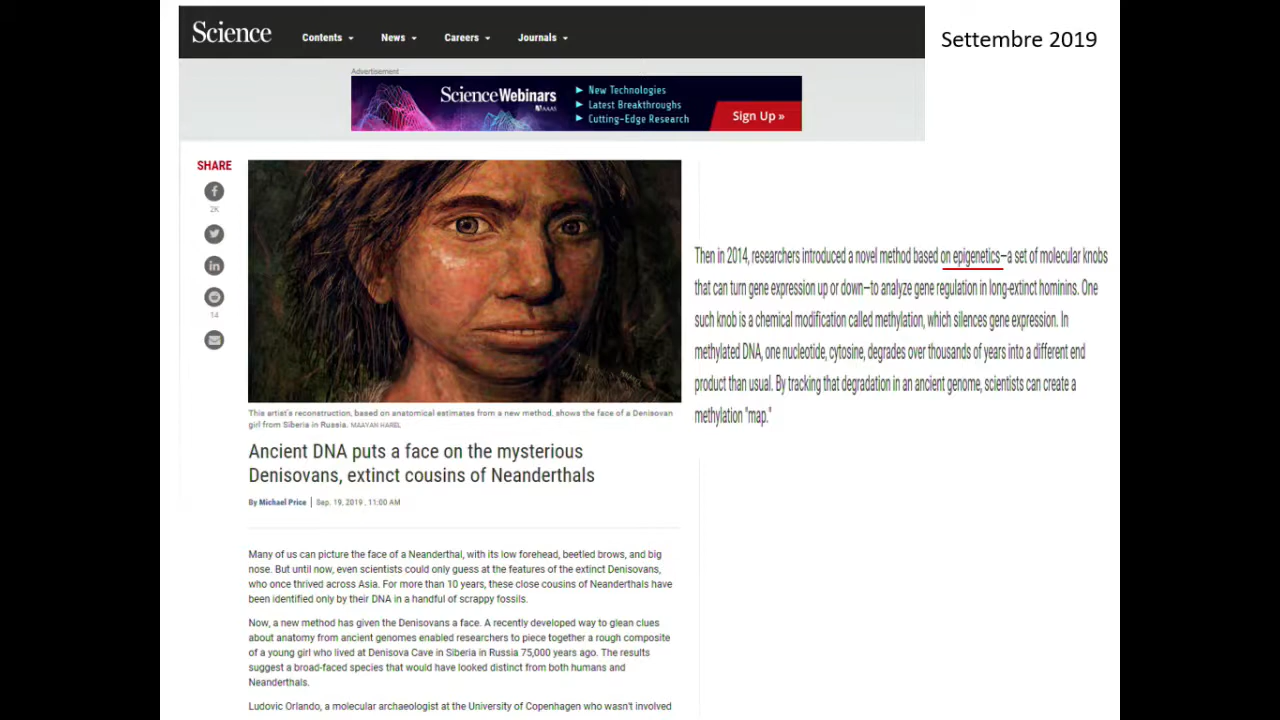 Science
Contents
News
Careers
Journals
Settembre 2019
Advertisement
Science Webinars
AAAS
New Technologies
Latest Breakthroughs
Cutting-Edge Research
Sign Up »
SHARE
2K
14
This artist's reconstruction, based on anatomical estimates from a new method, shows the face of a Denisovan
girl from Siberia in Russia. MAAYAN HAREL
Ancient DNA puts a face on the mysterious
Denisovans, extinct cousins of Neanderthals
By Michael Price | Sep. 19, 2019 , 11:00 AM
Many of us can picture the face of a Neanderthal, with its low forehead, beetled brows, and big
nose. But until now, even scientists could only guess at the features of the extinct Denisovans,
who once thrived across Asia. For more than 10 years, these close cousins of Neanderthals have
been identified only by their DNA in a handful of scrappy fossils.
Now, a new method has given the Denisovans a face. A recently developed way to glean clues
about anatomy from ancient genomes enabled researchers to piece together a rough composite
of a young girl who lived at Denisova Cave in Siberia in Russia 75,000 years ago. The results
suggest a broad-faced species that would have looked distinct from both humans and
Neanderthals.
Ludovic Orlando, a molecular archaeologist at the University of Copenhagen who wasn't involved
Then in 2014, researchers introduced a novel method based on epigenetics—a set of molecular knobs
that can turn gene expression up or down—to analyze gene regulation in long-extinct hominins. One
such knob is a chemical modification called methylation, which silences gene expression. In
methylated DNA, one nucleotide, cytosine, degrades over thousands of years into a different end
product than usual. By tracking that degradation in an ancient genome, scientists can create a
methylation "map."